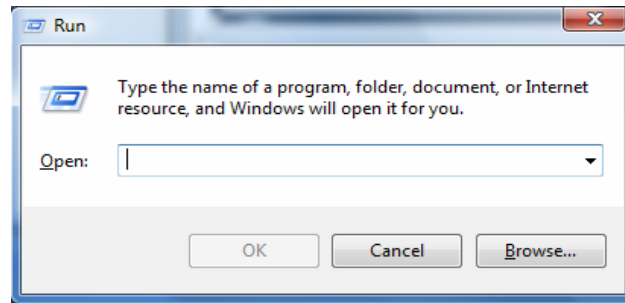 Run
Type the name of a program, folder, document, or Internet
resource, and Windows will open it for you.
Open:
OK Cancel Browse...